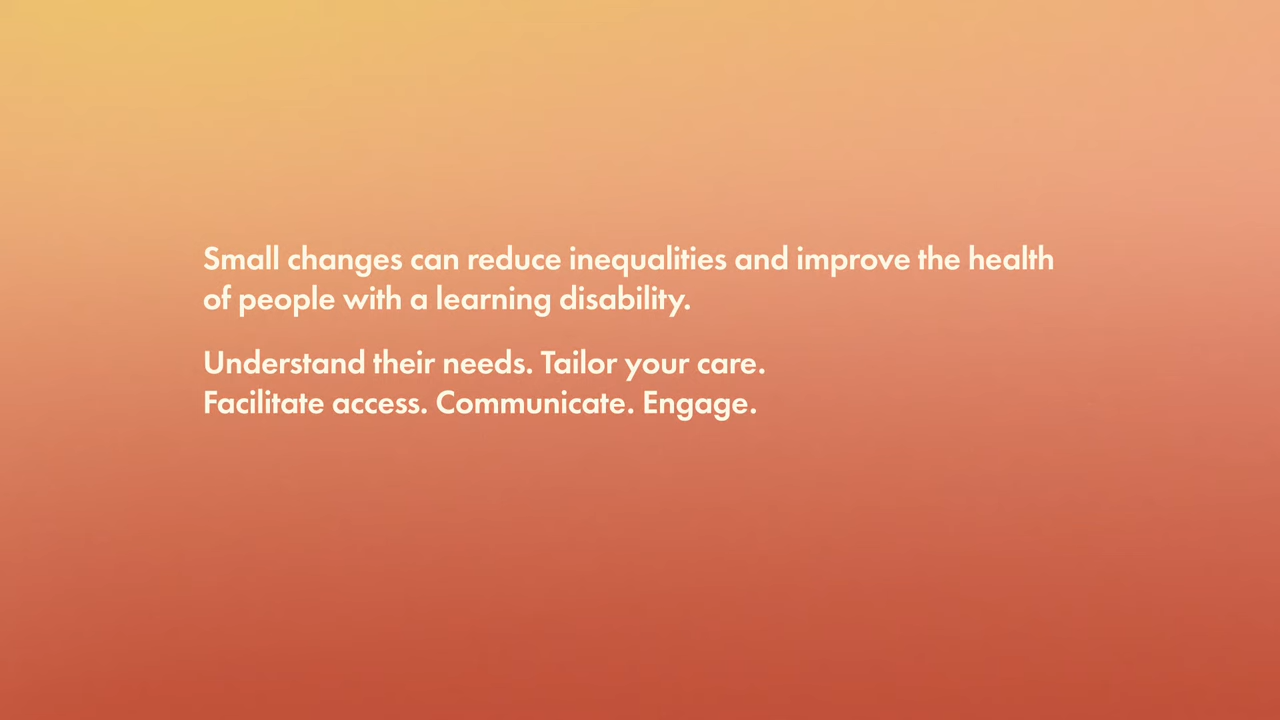 Small changes can reduce inequalities and improve the health
of people with a learning disability.
Understand their needs. Tailor your care.
Facilitate access. Communicate. Engage.